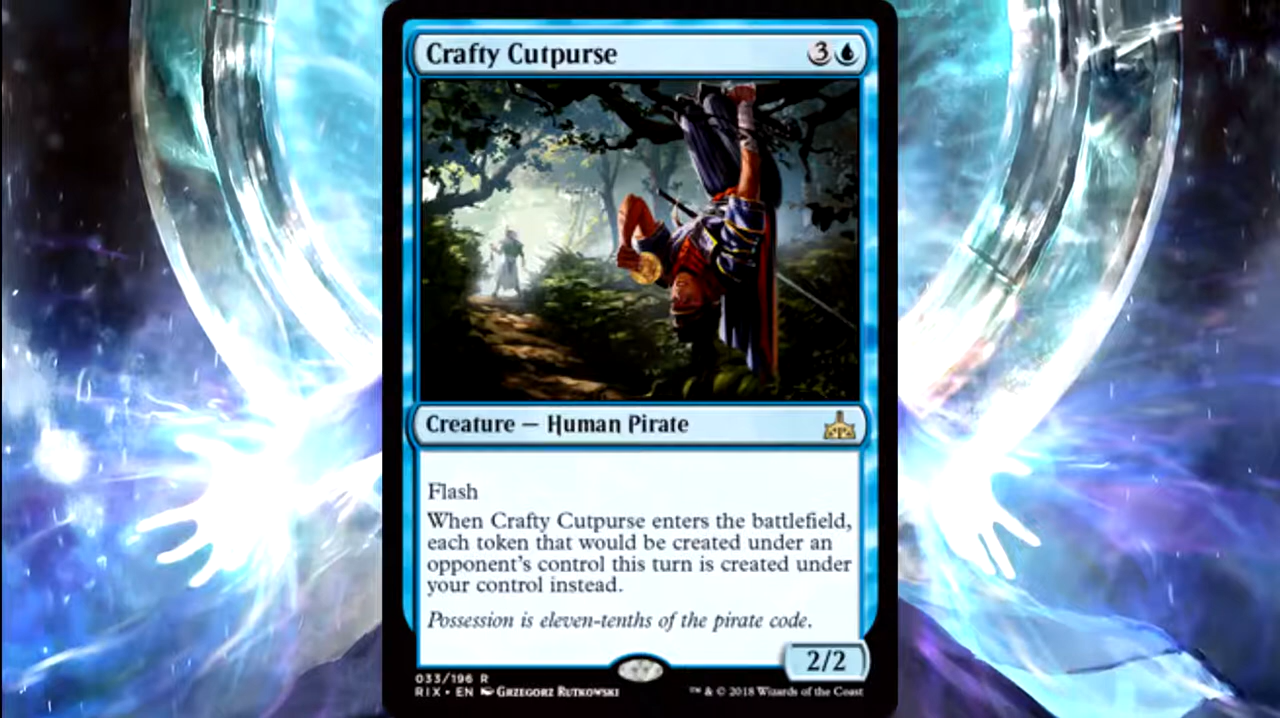 Crafty Cutpurse 3
Creature — Human Pirate
Flash
When Crafty Cutpurse enters the battlefield,
each token that would be created under an
opponent's control this turn is created under
your control instead.
Possession is eleven-tenths of the pirate code.
2/2
033/196 R
RIX • EN Grzegorz Rutkowski ™ & © 2018 Wizards of the Coast